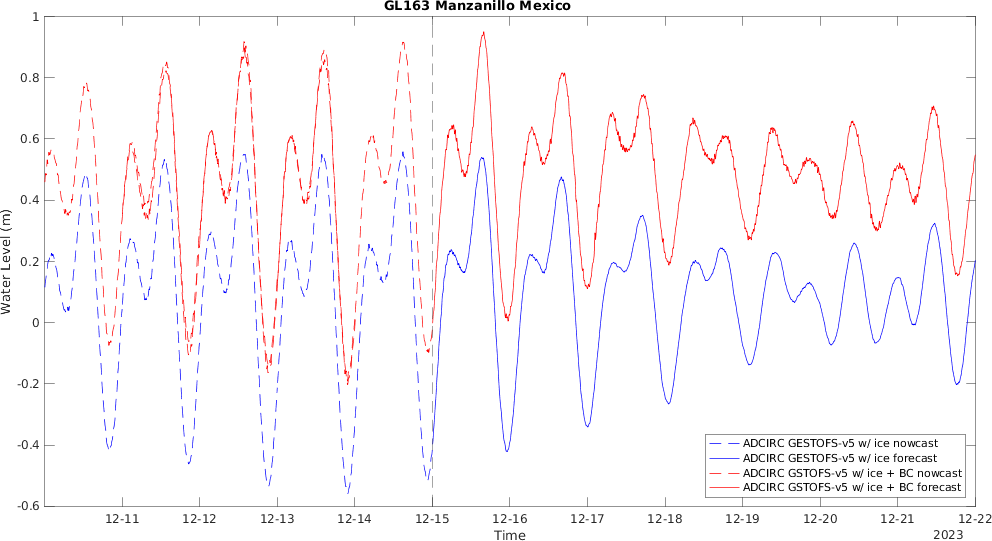 GL163 Manzanillo Mexico
1
0.8
0.6
0.4
0.2
0
-0.2
-0.4
-0.6
Water Level (m)
ADCIRC GESTOFS-v5 w/ ice nowcast
ADCIRC GESTOFS-v5 w/ ice forecast
ADCIRC GSTOFS-v5 w/ ice + BC nowcast
ADCIRC GSTOFS-v5 w/ ice + BC forecast
12-11 12-12 12-13 12-14 12-15 12-16 12-17 12-18 12-19 12-20 12-21 12-22
Time
2023